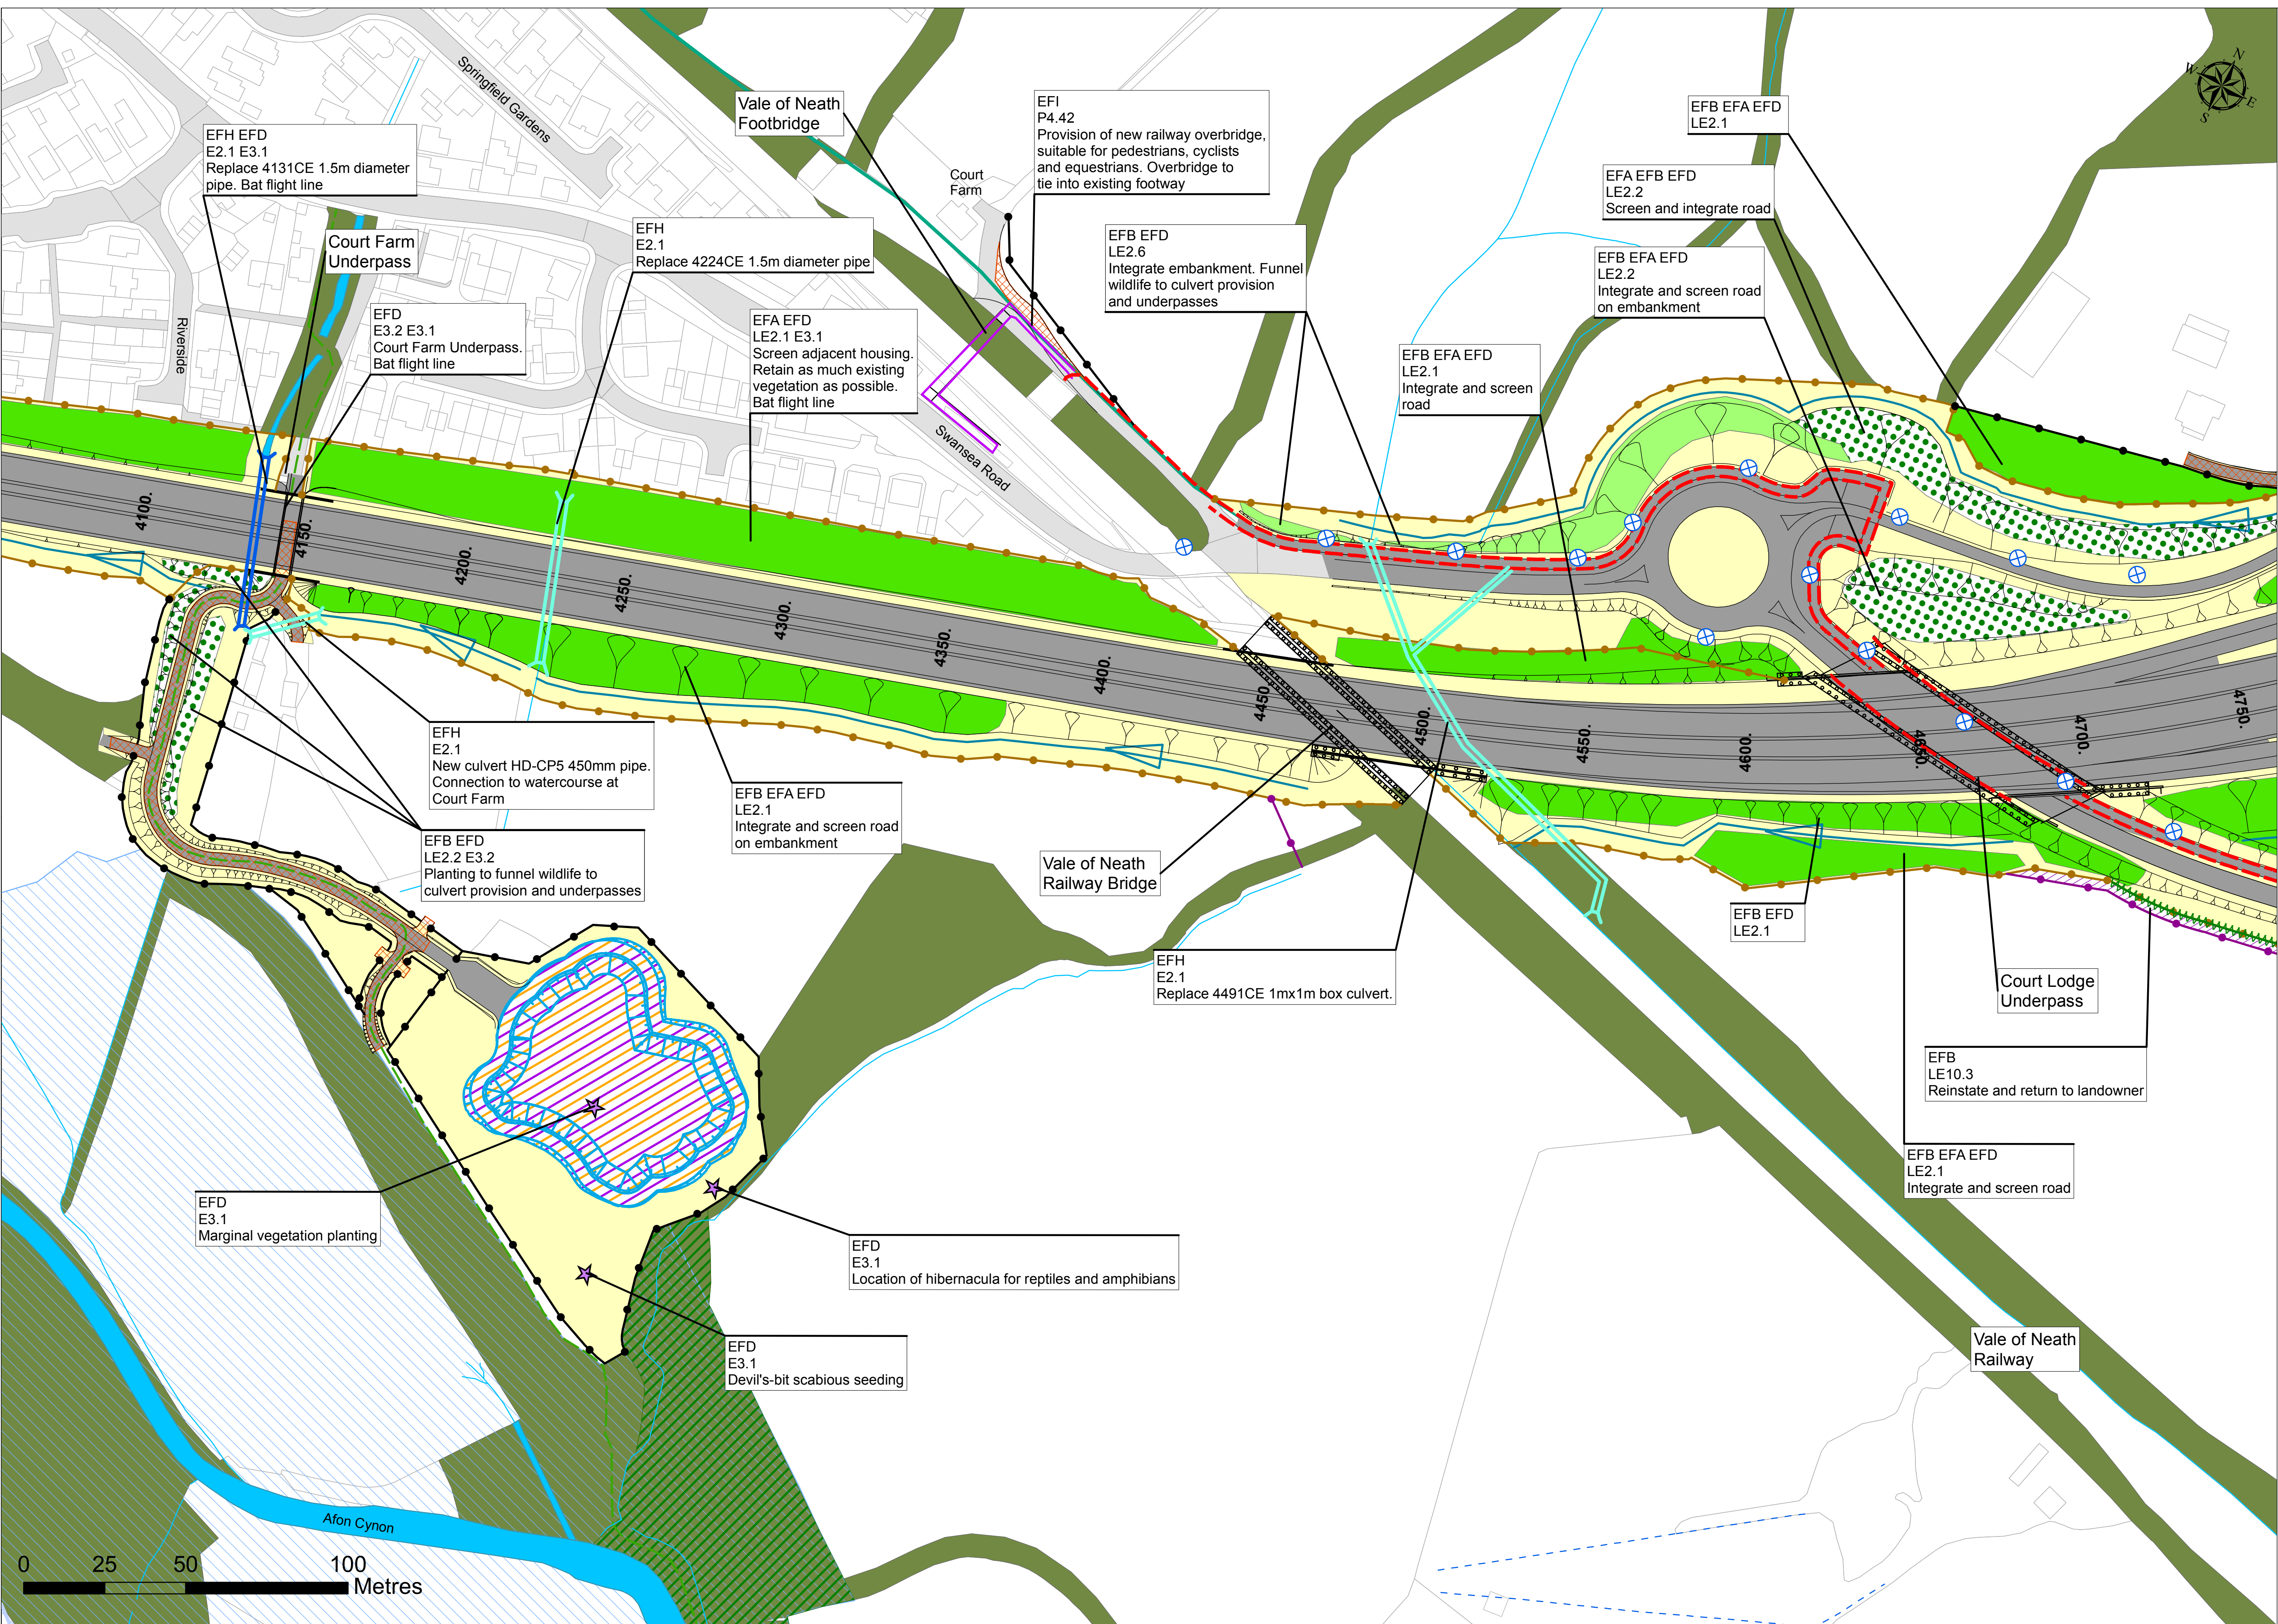 Springfield Gardens
Riverside
Swansea Road
Court
Farm
N
W
E
S
EFH EFD
E2.1 E3.1
Replace 4131CE 1.5m diameter
pipe. Bat flight line
Court Farm
Underpass
EFD
E3.2 E3.1
Court Farm Underpass.
Bat flight line
EFH
E2.1
Replace 4224CE 1.5m diameter pipe
Vale of Neath
Footbridge
EFA EFD
LE2.1 E3.1
Screen adjacent housing.
Retain as much existing
vegetation as possible.
Bat flight line
EFI
P4.42
Provision of new railway overbridge,
suitable for pedestrians, cyclists
and equestrians. Overbridge to
tie into existing footway
EFB EFD
LE2.6
Integrate embankment. Funnel
wildlife to culvert provision
and underpasses
EFB EFA EFD
LE2.1
Integrate and screen
road
EFB EFA EFD
LE2.1
EFA EFB EFD
LE2.2
Screen and integrate road
EFB EFA EFD
LE2.2
Integrate and screen road
on embankment
4100.
4150.
4200.
4250.
4300.
4350.
4400.
4450
4500.
4550.
4600.
4650.
4700.
4750.
EFH
E2.1
New culvert HD-CP5 450mm pipe.
Connection to watercourse at
Court Farm
EFB EFD
LE2.2 E3.2
Planting to funnel wildlife to
culvert provision and underpasses
EFB EFA EFD
LE2.1
Integrate and screen road
on embankment
Vale of Neath
Railway Bridge
EFH
E2.1
Replace 4491CE 1mx1m box culvert.
EFB EFD
LE2.1
Court Lodge
Underpass
EFB
LE10.3
Reinstate and return to landowner
EFB EFA EFD
LE2.1
Integrate and screen road
EFD
E3.1
Marginal vegetation planting
EFD
E3.1
Location of hibernacula for reptiles and amphibians
EFD
E3.1
Devil's-bit scabious seeding
Vale of Neath
Railway
Afon Cynon
0 25 50 100
Metres